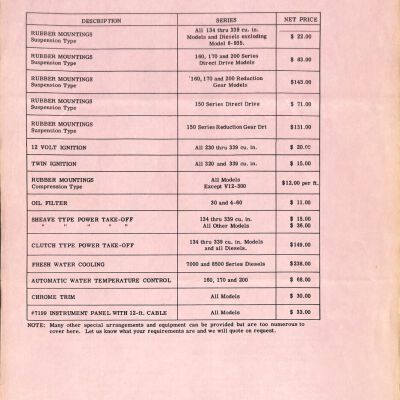 DESCRIPTION SERIES NET PRICE
RUBBER MOUNTINGS
Suspension Type
All 134 thru 339 cu. in.
Models and Diesels excluding
Model 6-935.
$ 22.00
RUBBER MOUNTINGS
Suspension Type
160, 170 and 200 Series
Direct Drive Models
$ 83.00
RUBBER MOUNTINGS
Suspension Type
160, 170 and 200 Reduction
Gear Models
$143.00
RUBBER MOUNTINGS
Suspension Type
150 Series Direct Drive
$ 71.00
RUBBER MOUNTINGS
Suspension Type
150 Series Reduction Gear Drt
$131.00
12 VOLT IGNITION All 230 thru 339 cu. in. $ 20.00
TWIN IGNITION All 320 and 339 cu. in. $ 15.00
RUBBER MOUNTINGS
Compression Type
All Models
Except V12-300
$12.00 per ft.
OIL FILTER 30 and 4-60 $ 11.00
SHEAVE TYPE POWER TAKE-OFF 134 thru 339 cu. in. $ 15.00
" " " " " All Other Models $ 26.00
CLUTCH TYPE POWER TAKE-OFF
134 thru 339 cu. in. Models
and all Diesels.
$149.00
FRESH WATER COOLING 7000 and 8500 Series Diesels $238.00
AUTOMATIC WATER TEMPERATURE CONTROL 160, 170 and 200 $ 68.00
CHROME TRIM All Models $ 30.00
#7199 INSTRUMENT PANEL WITH 12-ft. CABLE All Models $ 33.00
NOTE: Many other special arrangements and equipment can be provided but are too numerous to
cover here. Let us know what your requirements are and we will quote on request.